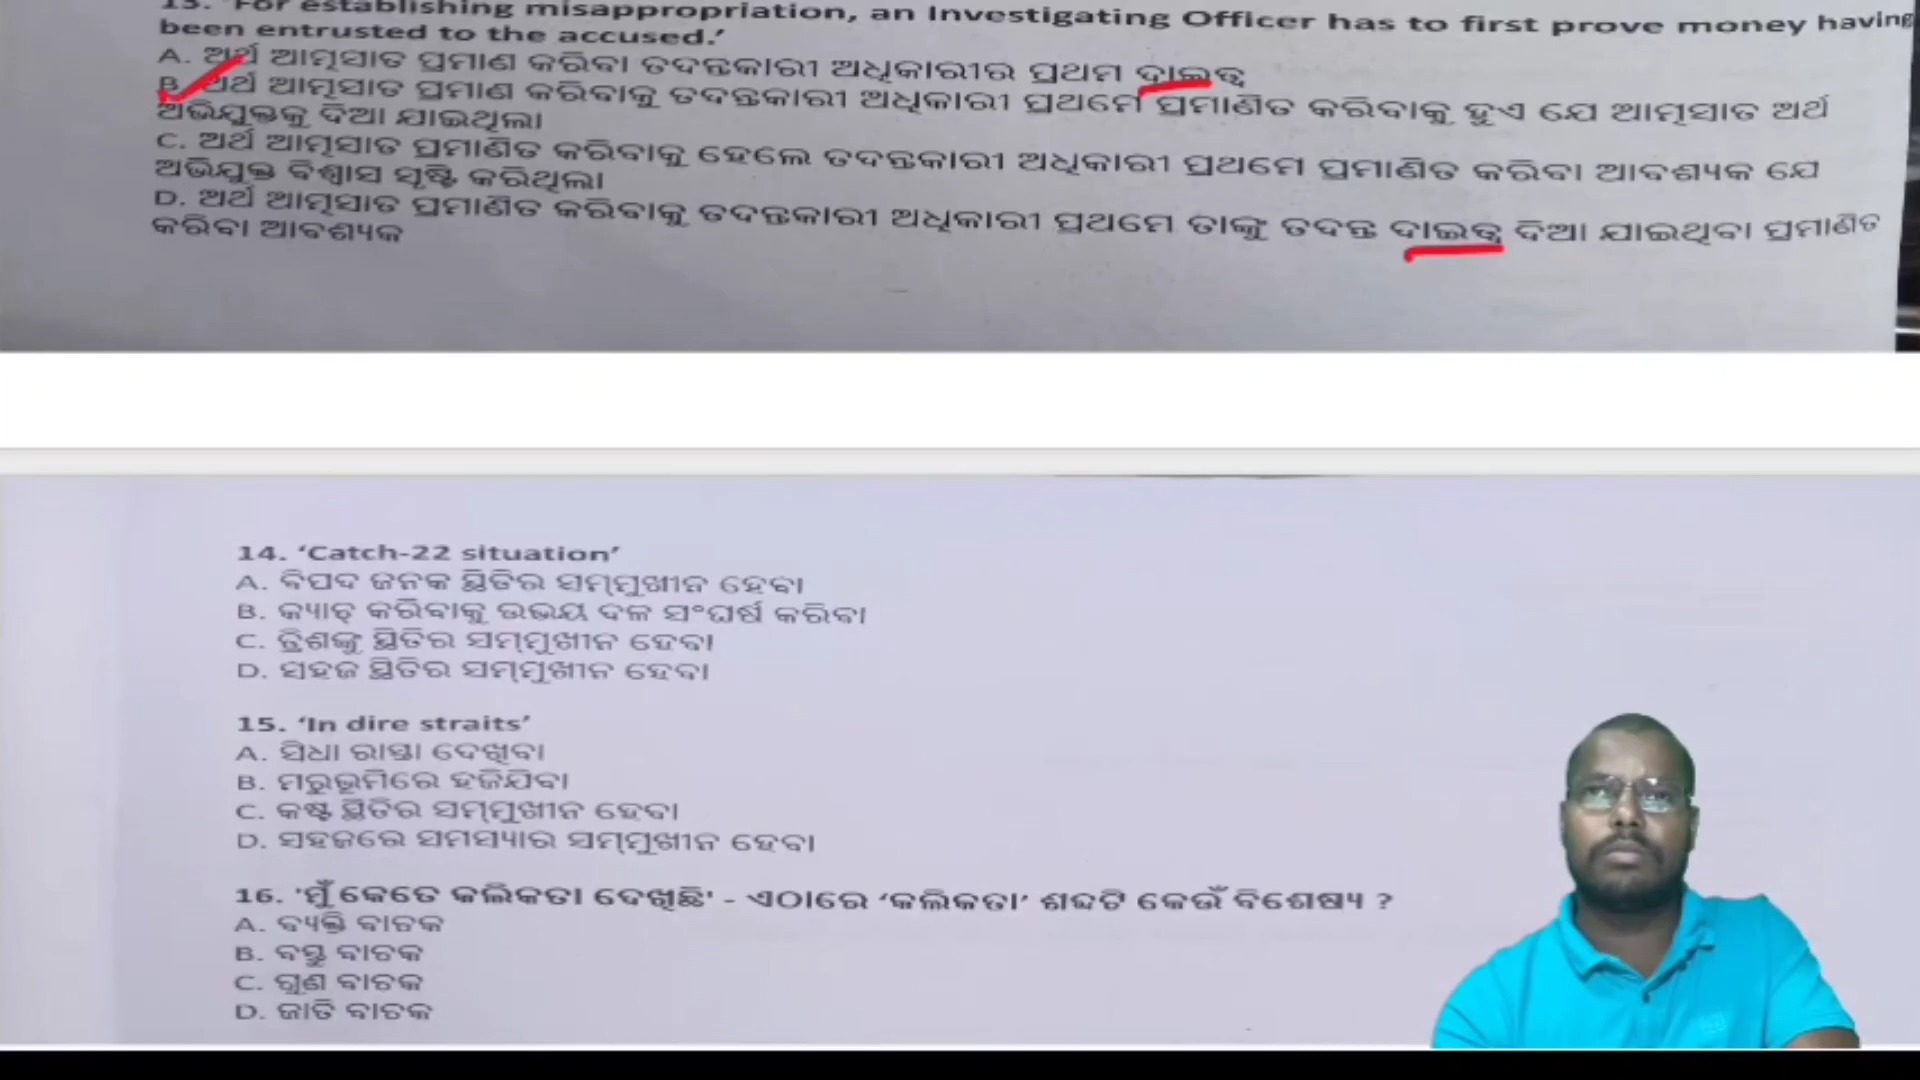 13. 'For establishing misappropriation, an Investigating Officer has to first prove money having
been entrusted to the accused.'
A. ଅର୍ଥ ଆତ୍ମସାତ ପ୍ରମାଣ କରିବା ତଦନ୍ତକାରୀ ଅଧିକାରୀର ପ୍ରଥମ ଦାଇତ୍ୱ
B. ଅର୍ଥ ଆତ୍ମସାତ ପ୍ରମାଣ କରିବାକୁ ତଦନ୍ତକାରୀ ଅଧିକାରୀ ପ୍ରଥମେ ପ୍ରମାଣିତ କରିବାକୁ ହୁଏ ଯେ ଆତ୍ମସାତ ଅର୍ଥ
ଅଭିଯୁକ୍ତକୁ ଦିଆ ଯାଇଥିଲା
C. ଅର୍ଥ ଆତ୍ମସାତ ପ୍ରମାଣିତ କରିବାକୁ ହେଲେ ତଦନ୍ତକାରୀ ଅଧିକାରୀ ପ୍ରଥମେ ପ୍ରମାଣିତ କରିବା ଆବଶ୍ୟକ ଯେ
ଅଭିଯୁକ୍ତ ବିଶ୍ୱାସ ସୃଷ୍ଟି କରିଥିଲା
D. ଅର୍ଥ ଆତ୍ମସାତ ପ୍ରମାଣିତ କରିବାକୁ ତଦନ୍ତକାରୀ ଅଧିକାରୀ ପ୍ରଥମେ ତାଙ୍କୁ ତଦନ୍ତ ଦାଇତ୍ୱ ଦିଆ ଯାଇଥିବା ପ୍ରମାଣିତ
କରିବା ଆବଶ୍ୟକ
14. ‘Catch-22 situation’
A. ବିପଦ ଜନକ ସ୍ଥିତିର ସମ୍ମୁଖୀନ ହେବା
B. କ୍ୟାଚ୍ କରିବାକୁ ଉଭୟ ଦଳ ସଂଘର୍ଷ କରିବା
C. ତ୍ରିଶଙ୍କୁ ସ୍ଥିତିର ସମ୍ମୁଖୀନ ହେବା
D. ସହଜ ସ୍ଥିତିର ସମ୍ମୁଖୀନ ହେବା
15. ‘In dire straits’
A. ସିଧା ରାସ୍ତା ଦେଖିବା
B. ମରୁଭୂମିରେ ହଜିଯିବା
C. କଷ୍ଟ ସ୍ଥିତିର ସମ୍ମୁଖୀନ ହେବା
D. ସହଜରେ ସମସ୍ୟାର ସମ୍ମୁଖୀନ ହେବା
16. 'ମୁଁ କେତେ କଲିକତା ଦେଖିଛି' - ଏଠାରେ ‘କଲିକତା’ ଶବ୍ଦଟି କେଉଁ ବିଶେଷ୍ୟ ?
A. ବ୍ୟକ୍ତି ବାଚକ
B. ବସ୍ତୁ ବାଚକ
C. ଗୁଣ ବାଚକ
D. ଜାତି ବାଚକ